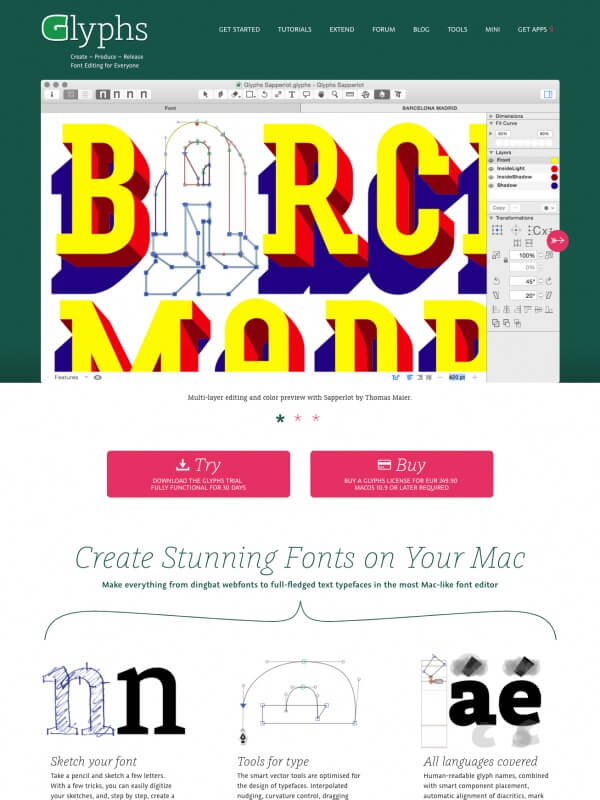 Glyphs
Create – Produce – Release
Font Editing for Everyone
GET STARTED
TUTORIALS
EXTEND
FORUM
BLOG
TOOLS
MINI
GET APPS
Glyphs Sapperlot.glyphs - Glyphs Sapperlot
Font
BARCELONA MADRID
BARC
MADR
Dimensions
Fit Curve
Layers
Front
InsideLight
InsideShadow
Shadow
Copy
Transformations
100%
0%
45°
20°
Features
400 pt
Multi-layer editing and color preview with Sapperlot by Thomas Maier.
* * *
Try
DOWNLOAD THE GLYPHS TRIAL
FULLY FUNCTIONAL FOR 30 DAYS
Buy
BUY A GLYPHS LICENSE FOR EUR 249.90
MACOS 10.9 OR LATER REQUIRED
Create Stunning Fonts on Your Mac
Make everything from dingbat webfonts to full-fledged text typefaces in the most Mac-like font editor
nn
äė
Sketch your font
Take a pencil and sketch a few letters.
With a few tricks, you can easily digitize
your sketches, and, step by step, create a
Tools for type
The smart vector tools are optimised for
the design of typefaces. Interpolated
nudging, curvature control, dragging
All languages covered
Human-readable glyph names, combined
with smart component placement,
automatic alignment of diacritics, mark